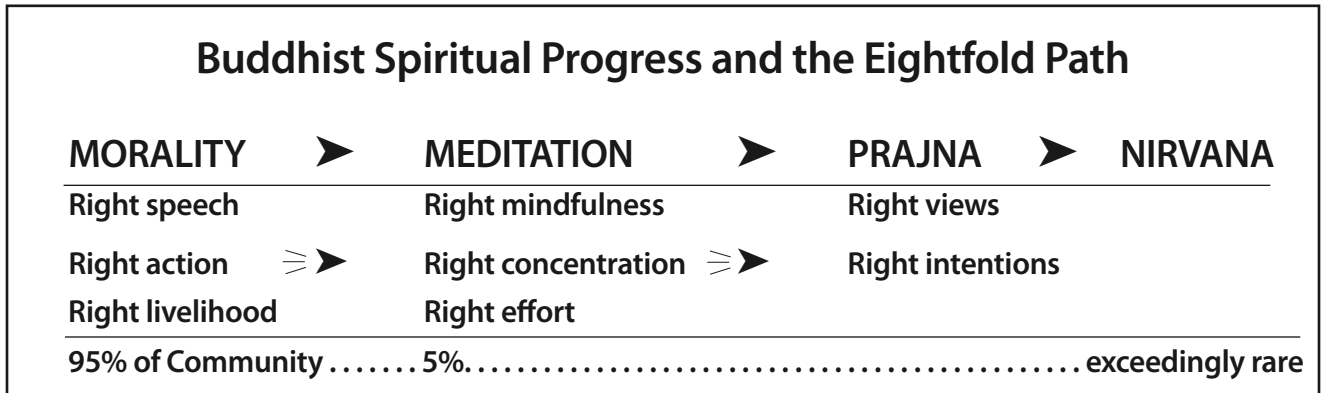 Buddhist Spiritual Progress and the Eightfold Path
MORALITY ➤ MEDITATION ➤ PRAJNA ➤ NIRVANA
Right speech Right mindfulness Right views
Right action ➤ Right concentration ➤ Right intentions
Right livelihood Right effort
95% of Community . . . . . . . 5%. . . . . . . . . . . . . . . . . . . . . . . . . . . . . . . . . . . . . . . . . . . . . . . . exceedingly rare